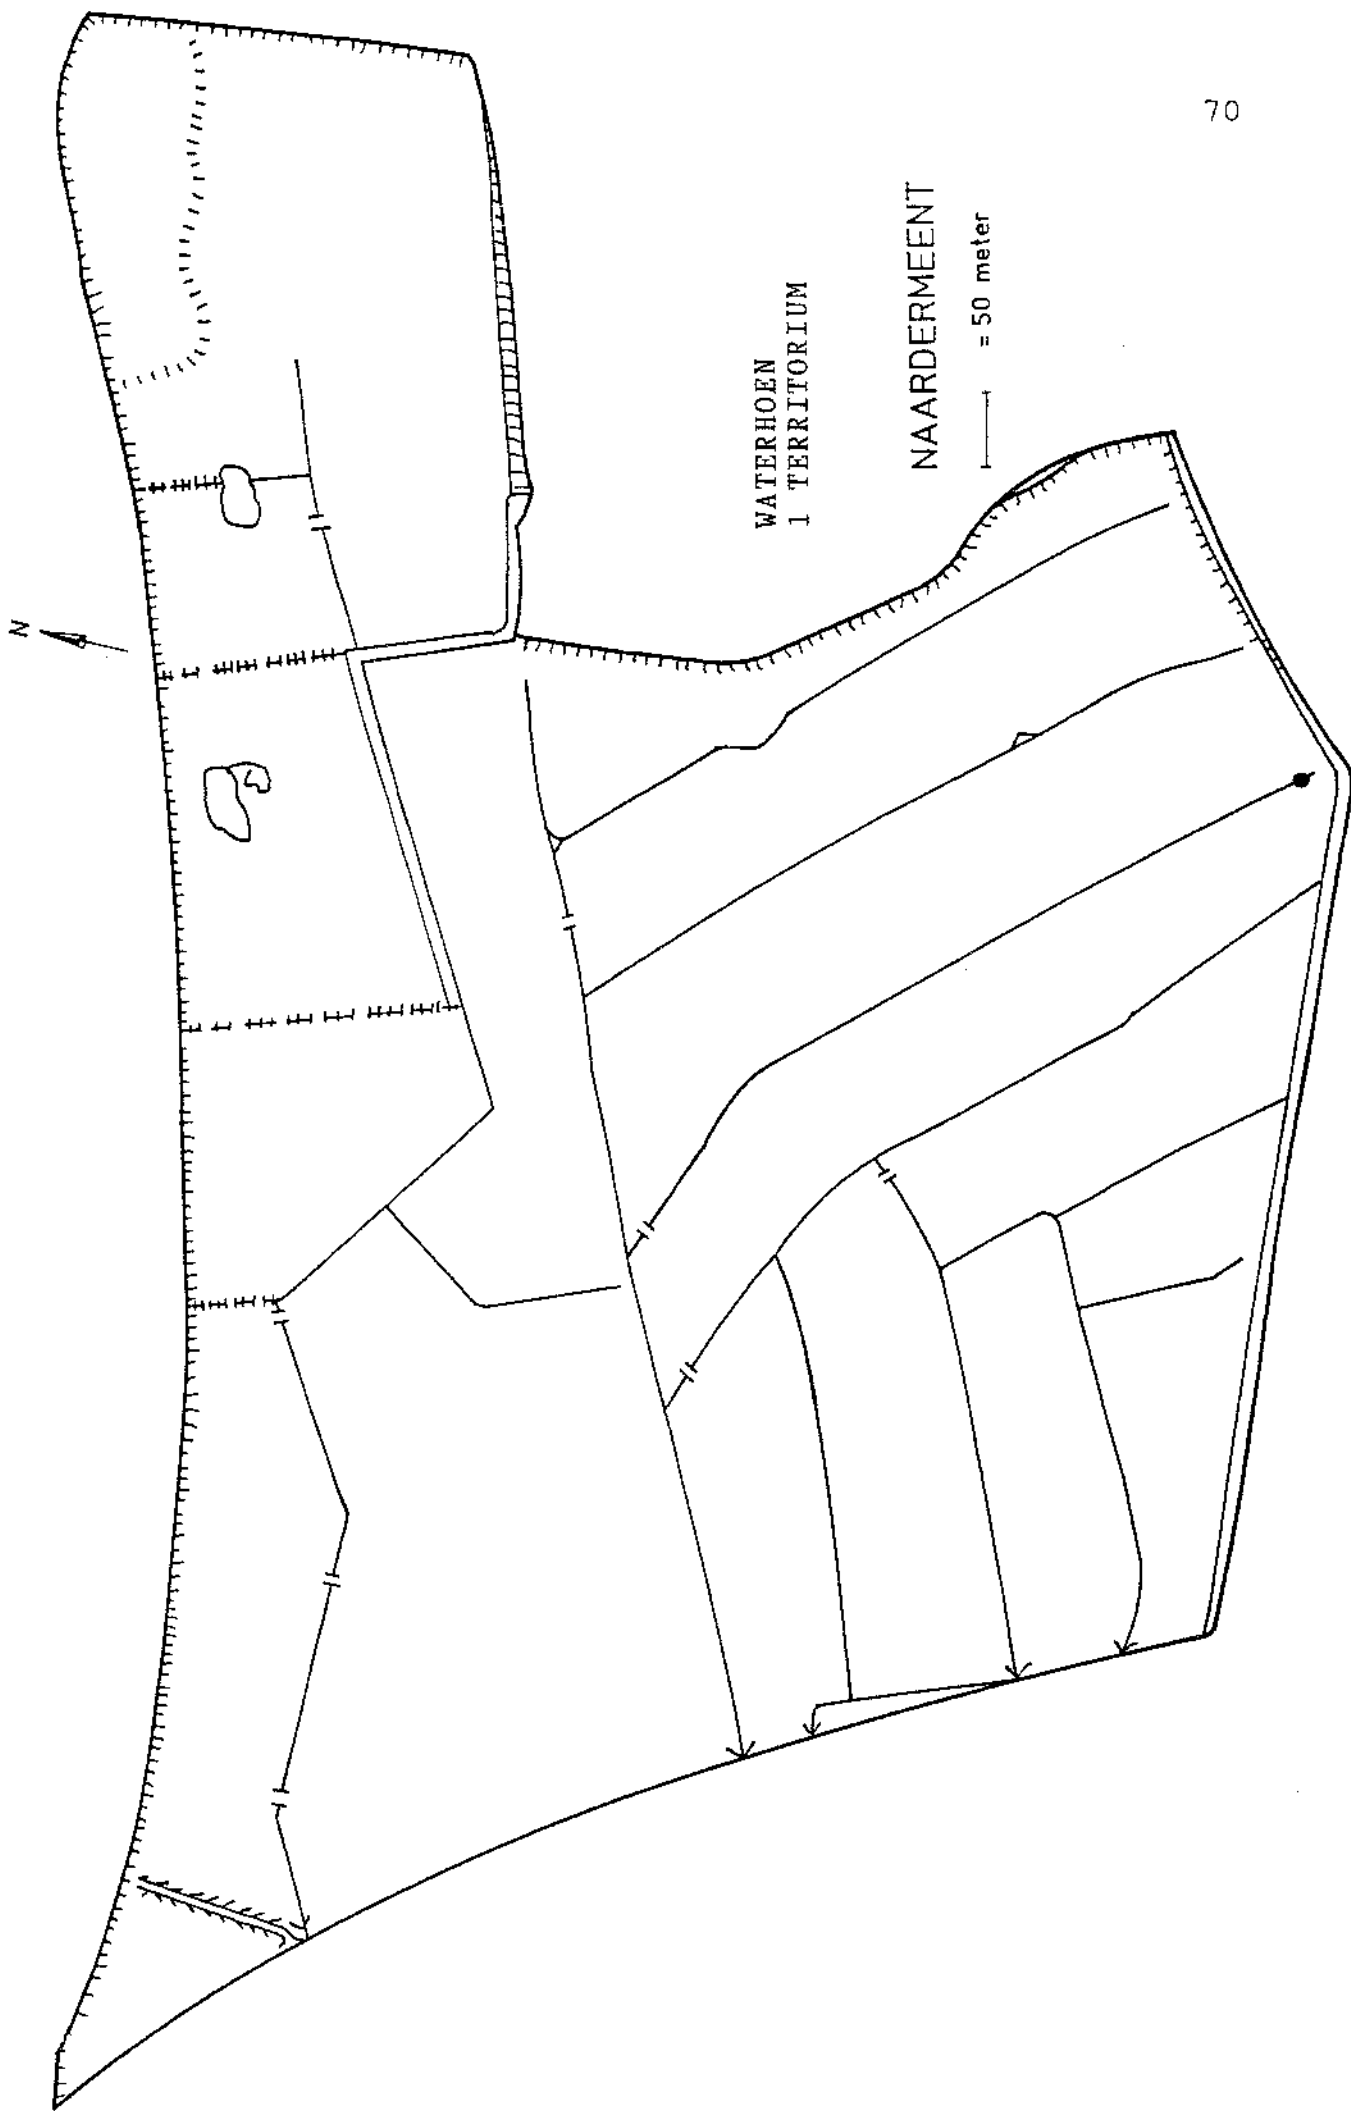 70
N
WATERHOEN
1 TERRITORIUM
NAARDERMEENT
= 50 meter